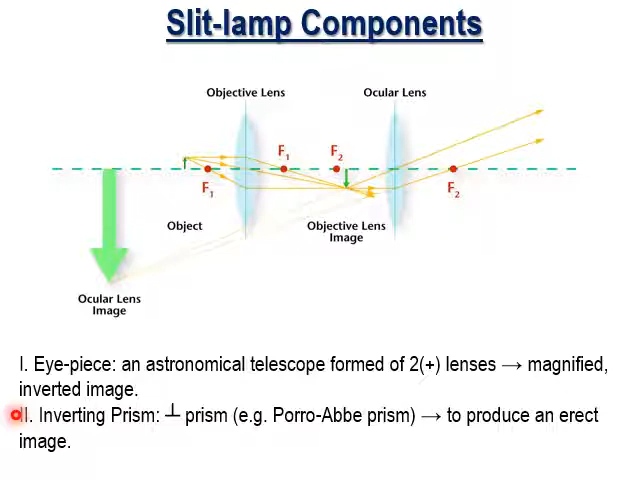 Slit-lamp Components
Objective Lens
Ocular Lens
F1
F2
F1
F2
Object
Objective Lens
Image
Ocular Lens
Image
I. Eye-piece: an astronomical telescope formed of 2(+) lenses → magnified,
inverted image.
II. Inverting Prism: ┴ prism (e.g. Porro-Abbe prism) → to produce an erect
image.